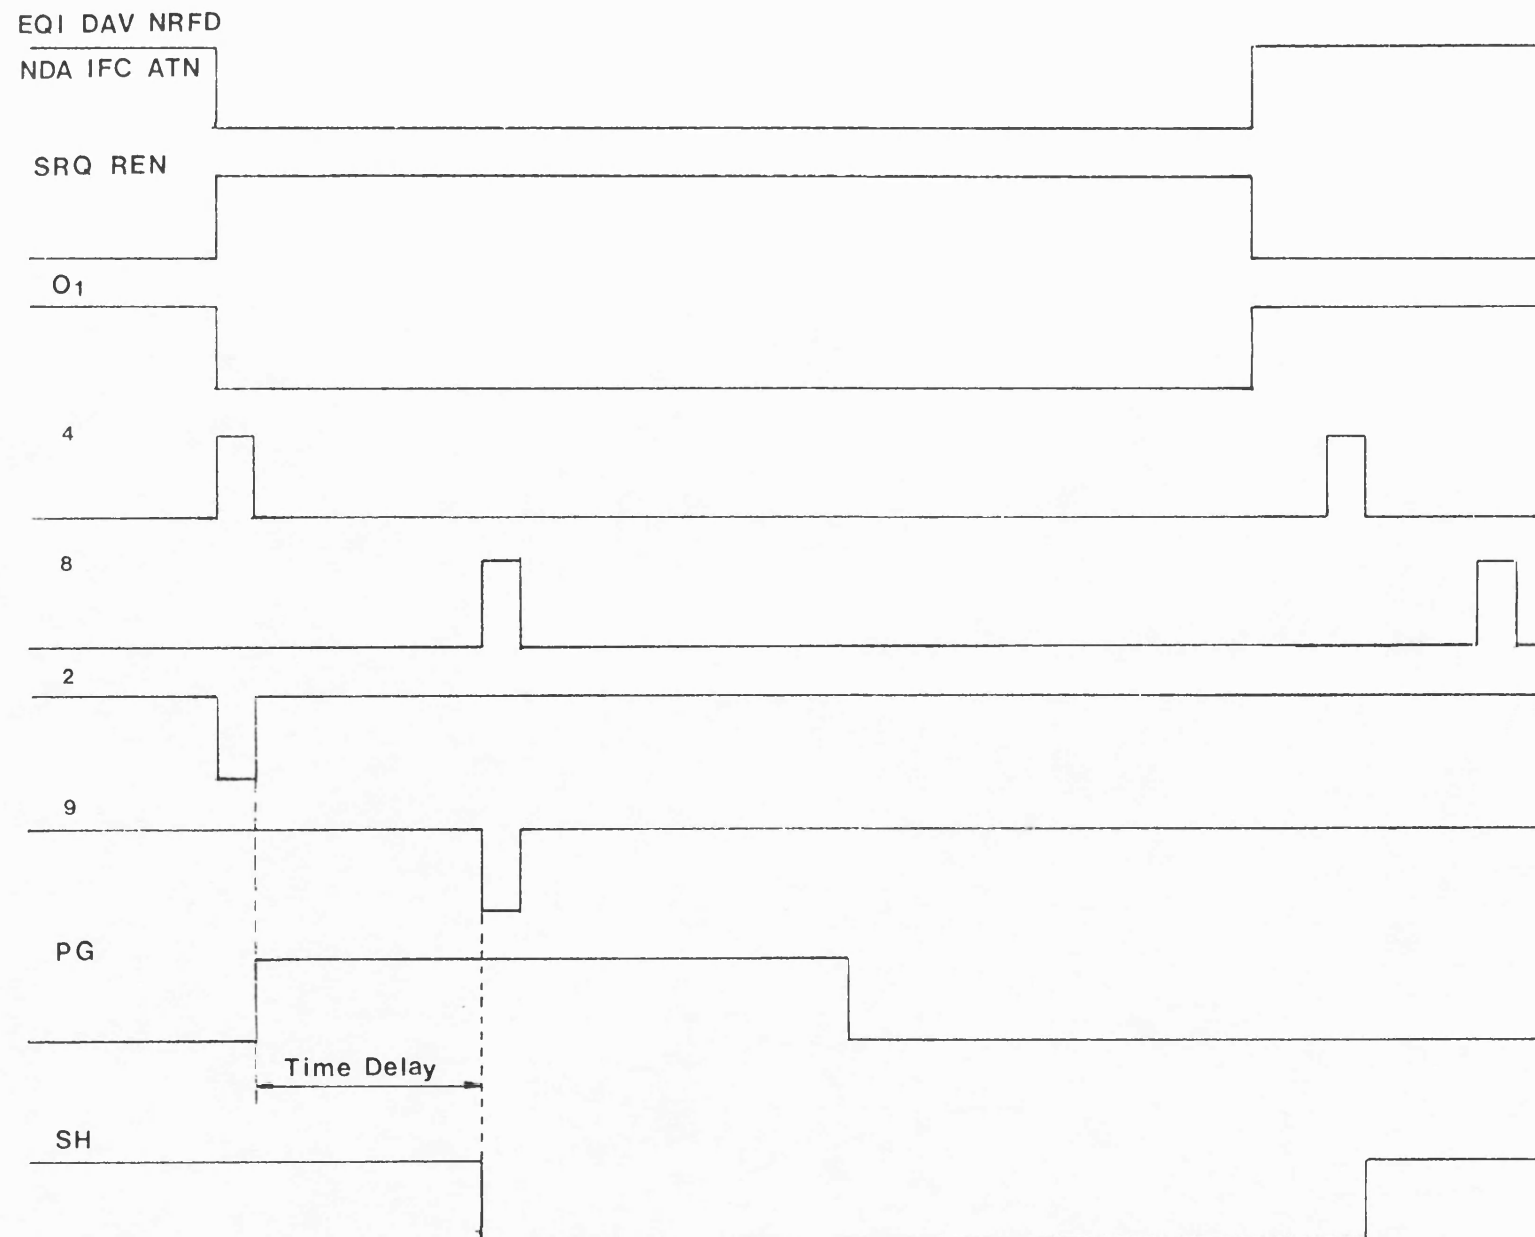 EQI DAV NRFD
NDA IFC ATN
SRQ REN
O1
4
8
2
9
PG
Time Delay
SH